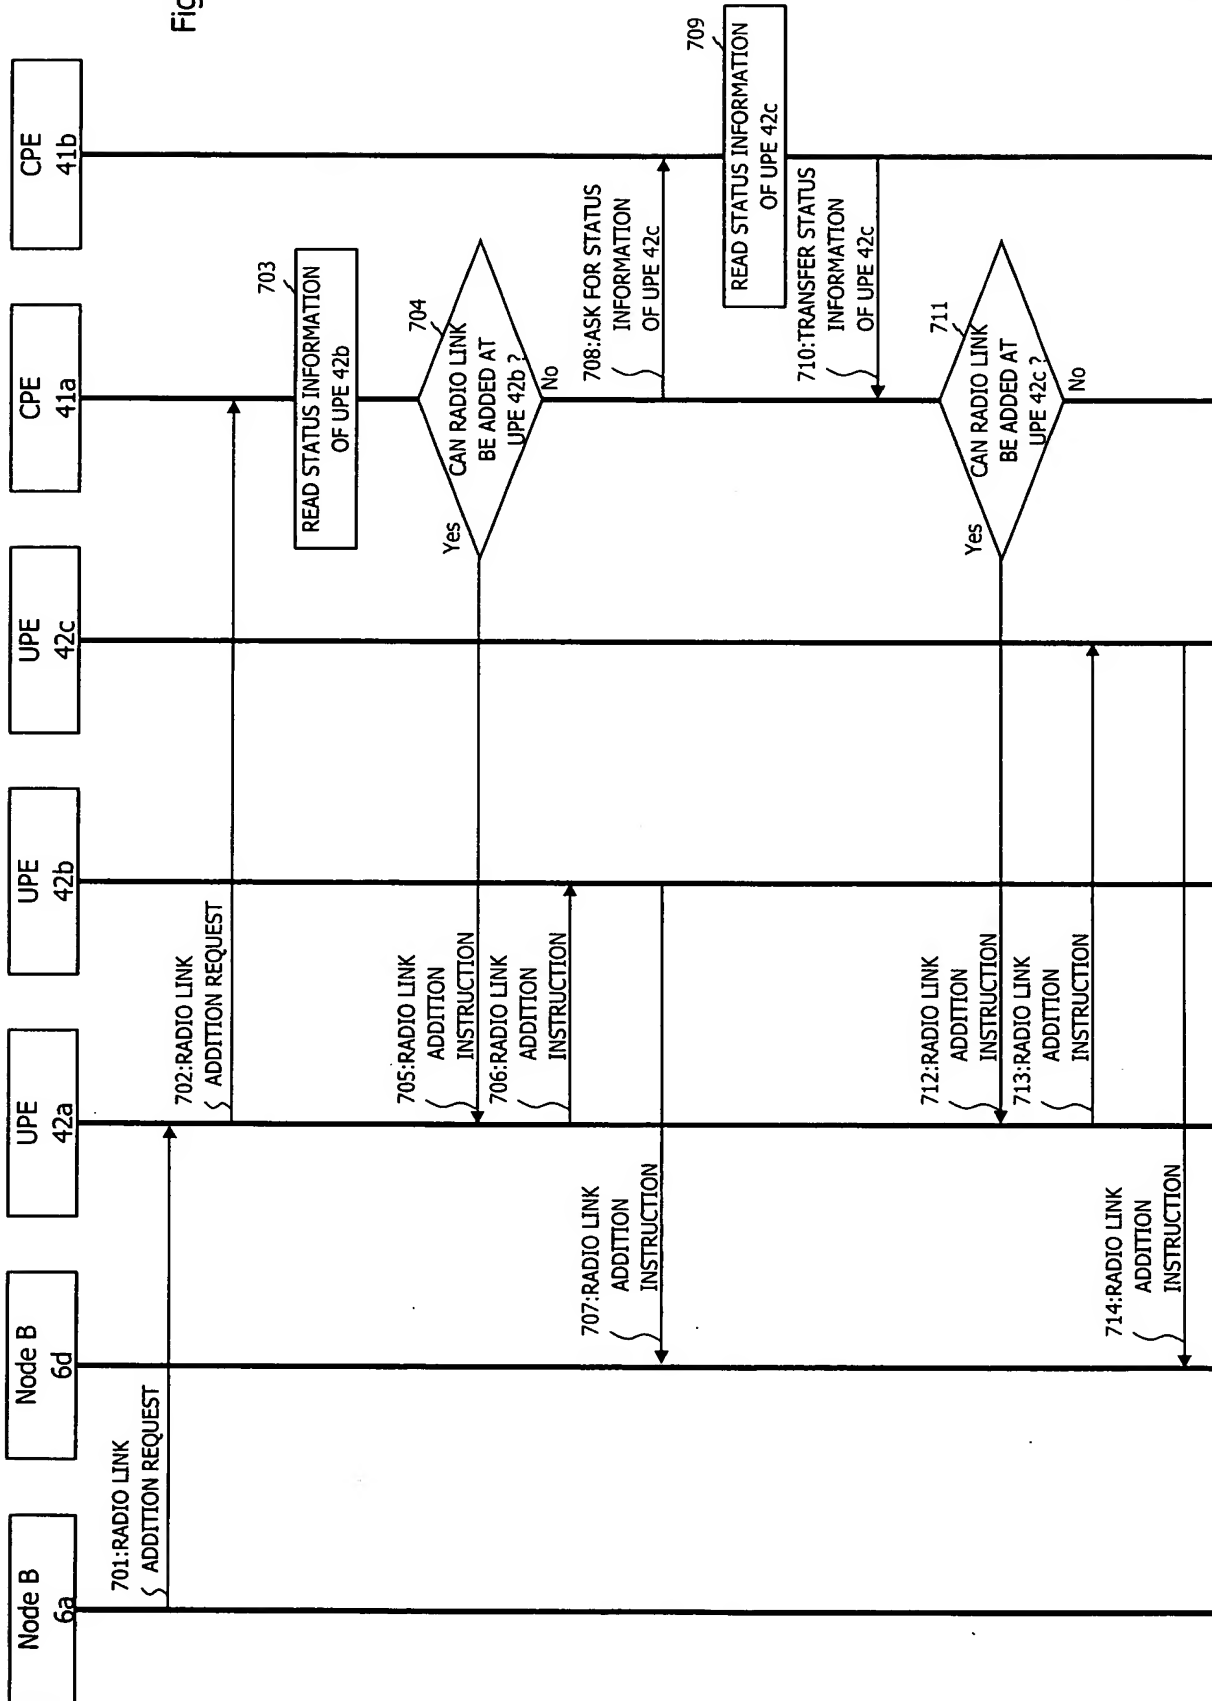 Fig
Node B
6a
Node B
6d
UPE
42a
UPE
42b
UPE
42c
CPE
41a
CPE
41b
701:RADIO LINK
ADDITION REQUEST
702:RADIO LINK
ADDITION REQUEST
703
READ STATUS INFORMATION
OF UPE 42b
704
CAN RADIO LINK
BE ADDED AT
UPE 42b ?
Yes
No
705:RADIO LINK
ADDITION
INSTRUCTION
706:RADIO LINK
ADDITION
INSTRUCTION
707:RADIO LINK
ADDITION
INSTRUCTION
708:ASK FOR STATUS
INFORMATION
OF UPE 42c
709
READ STATUS INFORMATION
OF UPE 42c
710:TRANSFER STATUS
INFORMATION
OF UPE 42c
711
CAN RADIO LINK
BE ADDED AT
UPE 42c ?
Yes
No
712:RADIO LINK
ADDITION
INSTRUCTION
713:RADIO LINK
ADDITION
INSTRUCTION
714:RADIO LINK
ADDITION
INSTRUCTION